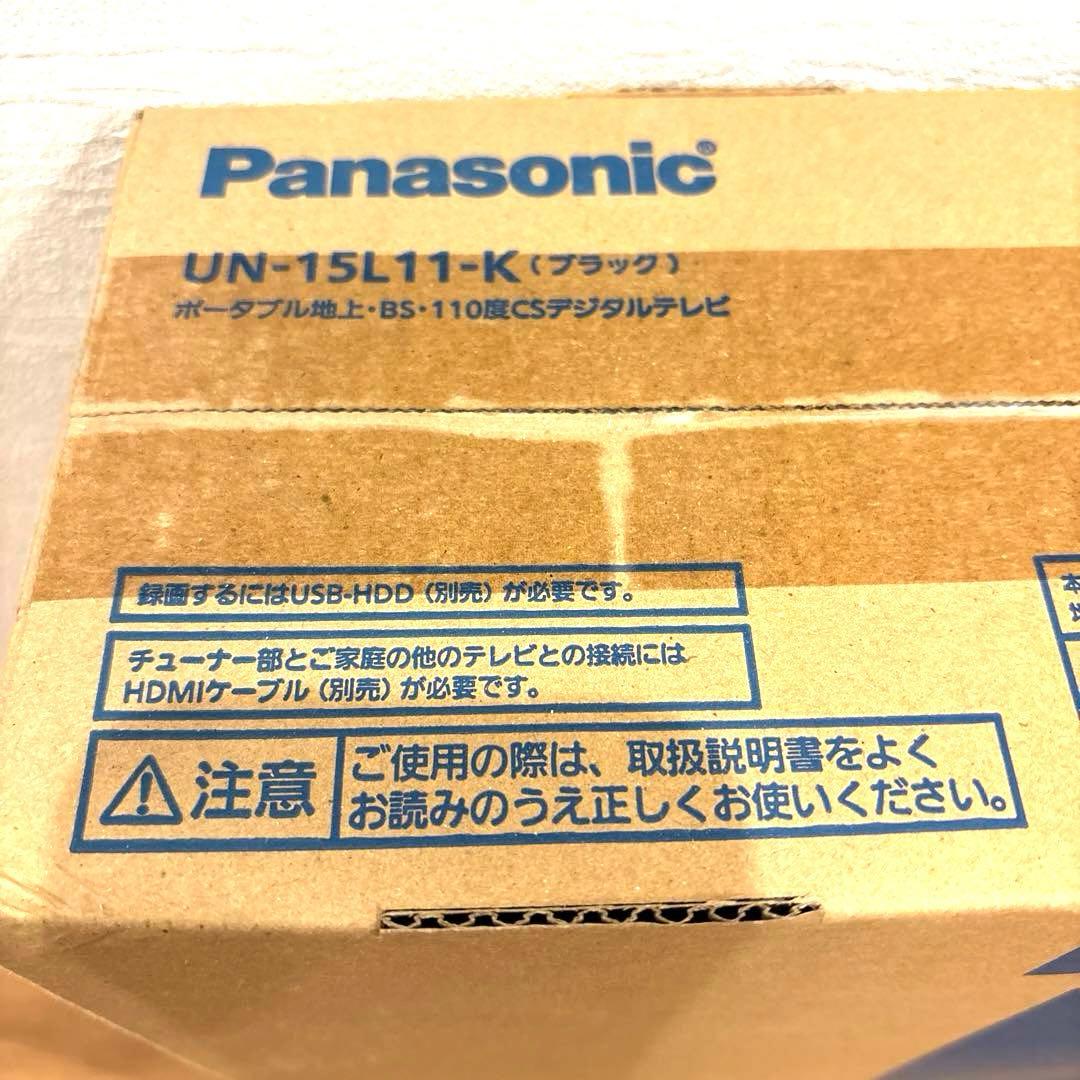 Panasonic®
UN-15L11-K（ブラック）
ポータブル地上・BS・110度CSデジタルテレビ
録画するにはUSB-HDD（別売）が必要です。
チューナー部とご家庭の他のテレビとの接続には
HDMIケーブル（別売）が必要です。
注意
ご使用の際は、取扱説明書をよく
お読みのうえ正しくお使いください。
本